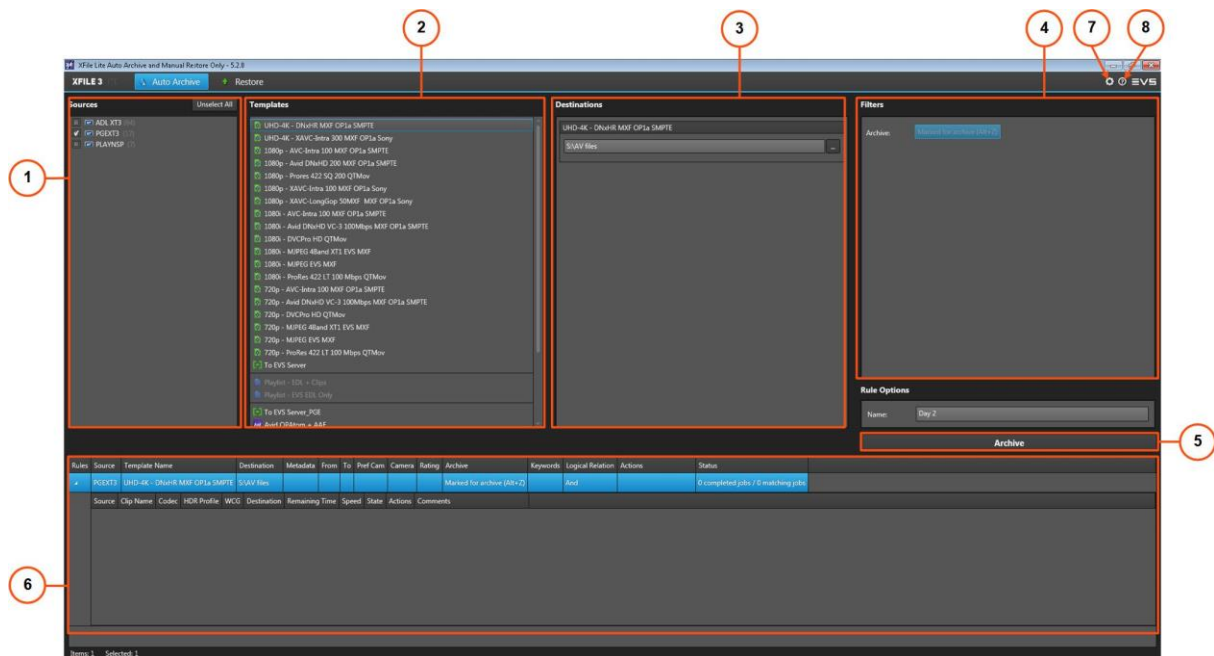 2
3
4
7
8
XFile Lite Auto Archive and Manual Restore Only - 5.2.8
XFILE 3
Auto Archive
Restore
EVS
Sources
Unselect All
ADL XT3
PGEXT3
PLAYNSP
1
Templates
UHD-4K - DNxHR MXF OP1a SMPTE
UHD-4K - XAVC-Intra 300 MXF OP1a Sony
1080p - AVC-Intra 100 MXF OP1a SMPTE
1080p - Avid DNxHD 200 MXF OP1a SMPTE
1080p - Prores 422 SQ 200 QTMov
1080p - XAVC-Intra 100 MXF OP1a Sony
1080p - XAVC-LongGop 50MXF MXF OP1a Sony
1080i - AVC-Intra 100 MXF OP1a SMPTE
1080i - Avid DNxHD VC-3 100Mbps MXF OP1a SMPTE
1080i - DVCPro HD QTMov
1080i - MJPEG 4Band XT1 EVS MXF
1080i - MJPEG EVS MXF
1080i - ProRes 422 LT 100 Mbps QTMov
720p - AVC-Intra 100 MXF OP1a SMPTE
720p - Avid DNxHD VC-3 100Mbps MXF OP1a SMPTE
720p - DVCPro HD QTMov
720p - MJPEG 4Band XT1 EVS MXF
720p - MJPEG EVS MXF
720p - ProRes 422 LT 100 Mbps QTMov
To EVS Server
Playlist - EDL + Clips
Playlist - EVS EDL Only
To EVS Server_PGE
Avid OPAtom + AAF
Destinations
UHD-4K - DNxHR MXF OP1a SMPTE
S:\AV files
...
Filters
Archive: Marked for archive (Alt+Z)
Rule Options
Name: Day 2
Archive
5
Rules Source Template Name Destination Metadata From To Pref Cam Camera Rating Archive Keywords Logical Relation Actions Status
PGEXT3 UHD-4K - DNxHR MXF OP1a SMPTE S:\AV files Marked for archive (Alt+Z) And 0 completed jobs / 0 matching jobs
Source Clip Name Codec HDR Profile WCG Destination Remaining Time Speed State Actions Comments
6
Items: 1 Selected: 1